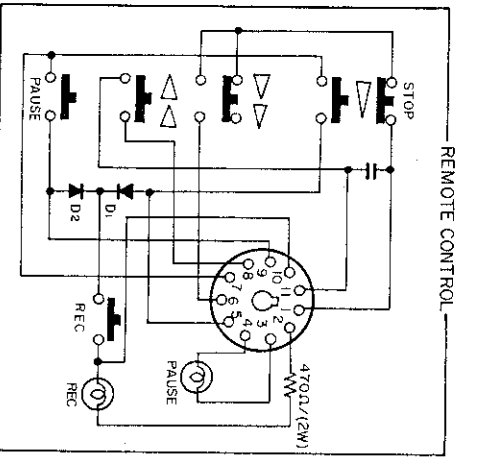 REMOTE CONTROL
STOP
PAUSE
D1
D2
REC
1
2
3
4
5
6
7
8
9
10
11
470Ω/(2W)
PAUSE
REC